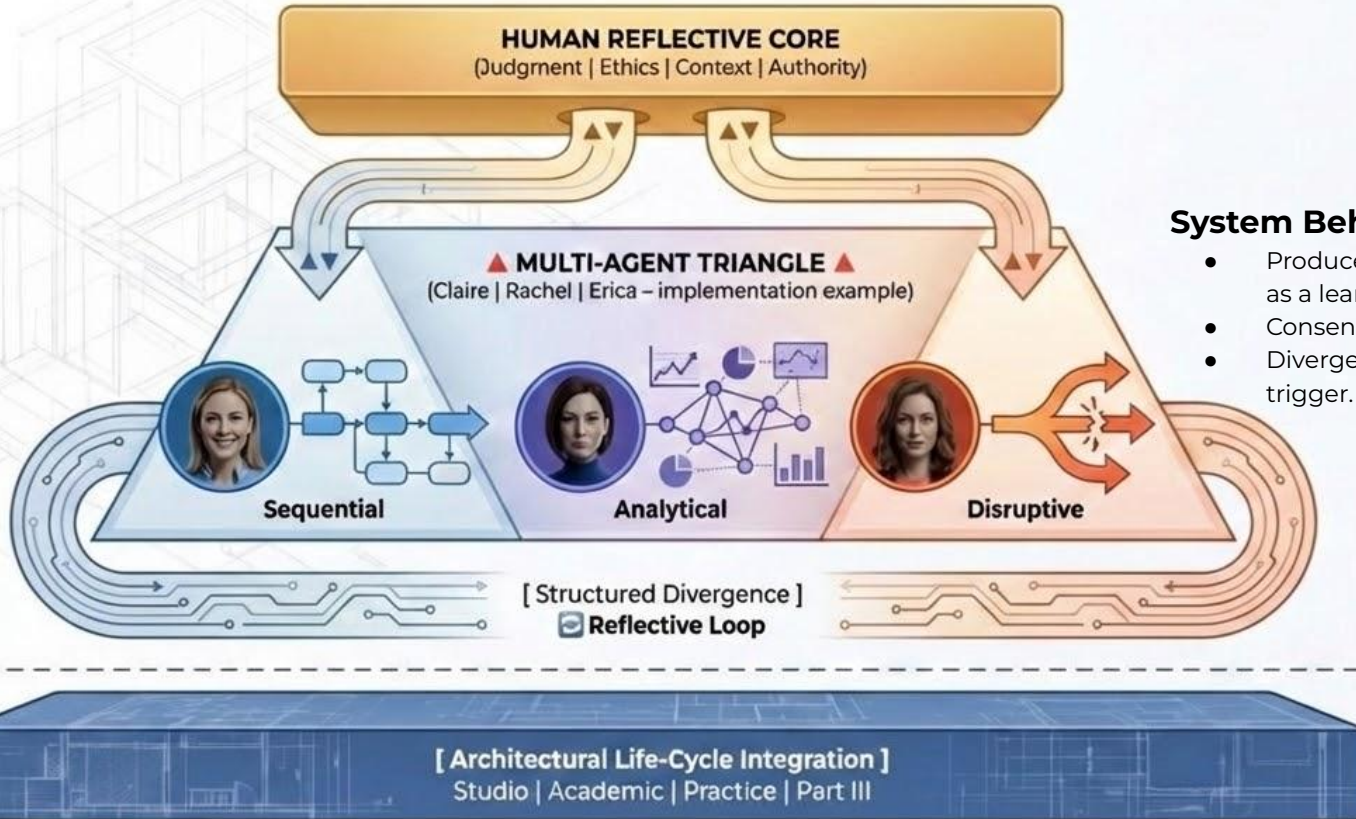 HUMAN REFLECTIVE CORE
(Judgment | Ethics | Context | Authority)
MULTI-AGENT TRIANGLE
(Claire | Rachel | Erica – implementation example)
Sequential
Analytical
Disruptive
[ Structured Divergence ]
Reflective Loop
[ Architectural Life-Cycle Integration ]
Studio | Academic | Practice | Part III
System Beh
● Produce
as a lear
● Consen
● Diverge
trigger.